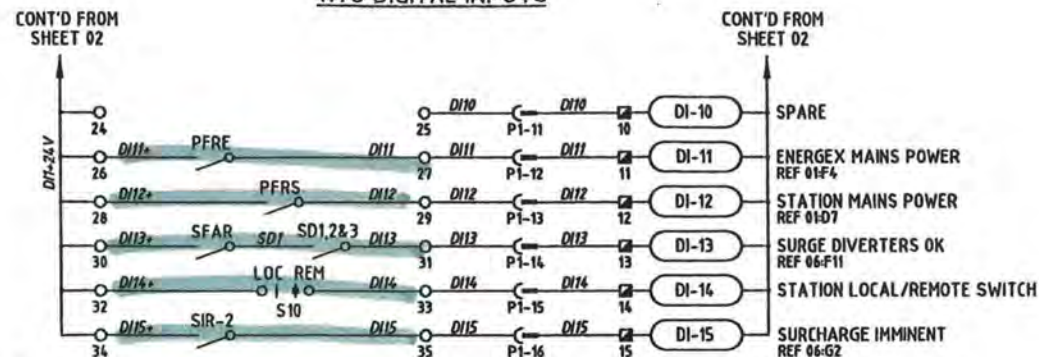 CONT'D FROM
SHEET 02
CONT'D FROM
SHEET 02
DI1-24V
24
25
DI10
P1-11
DI10
10
DI-10
SPARE
26
DI11+
PFRE
DI11
27
DI11
P1-12
DI11
11
DI-11
ENERGEX MAINS POWER
REF 01:F4
28
DI12+
PFRS
DI12
29
DI12
P1-13
DI12
12
DI-12
STATION MAINS POWER
REF 01:D7
30
DI13+
SFAR
SD1
SD1,2&3
DI13
31
DI13
P1-14
DI13
13
DI-13
SURGE DIVERTERS OK
REF 06:F11
32
DI14+
LOC REM
S10
DI14
33
DI14
P1-15
DI14
14
DI-14
STATION LOCAL/REMOTE SWITCH
34
DI15+
SIR-2
DI15
35
DI15
P1-16
DI15
15
DI-15
SURCHARGE IMMINENT
REF 06:G2